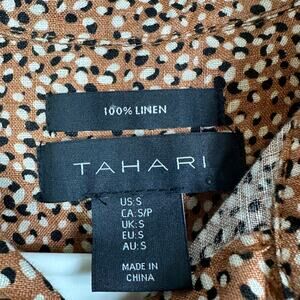 100% LINEN
TAHARI
US:S
CA:S/P
UK:S
EU:S
AU:S
MADE IN
CHINA